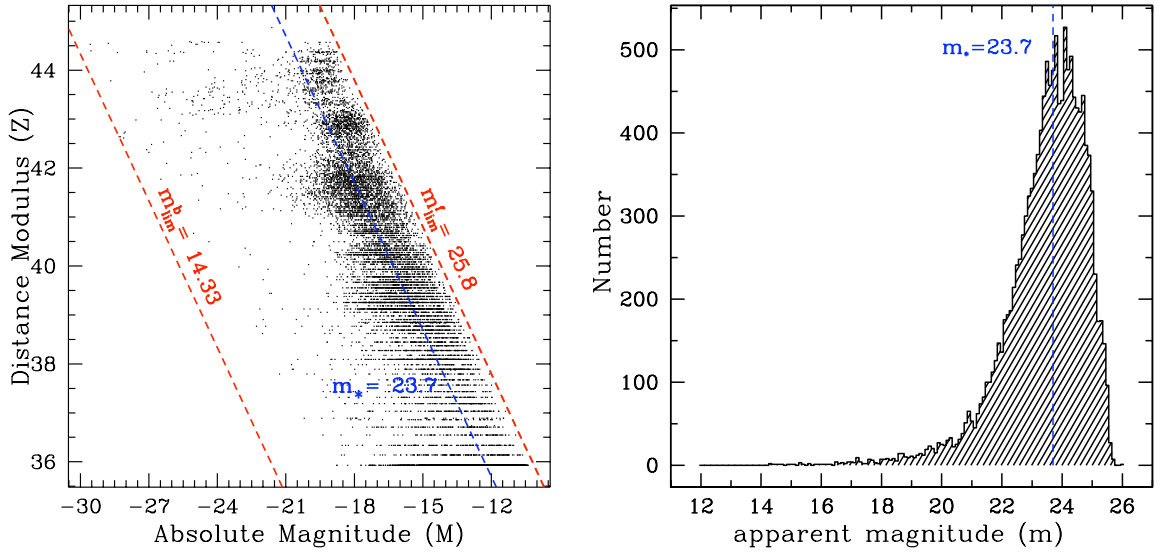 44
42
40
38
36
Distance Modulus (Z)
m^b_lim = 14.33
m^f_lim = 25.8
m_*= 23.7
−30 −27 −24 −21 −18 −15 −12
Absolute Magnitude (M)
500
400
300
200
100
0
Number
m_*=23.7
12 14 16 18 20 22 24 26
apparent magnitude (m)